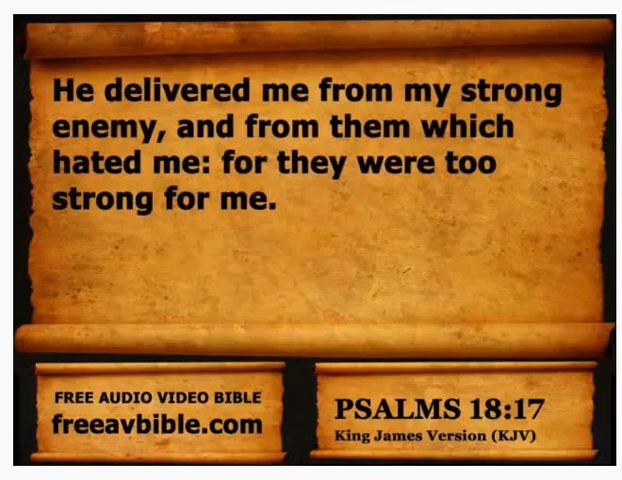 He delivered me from my strong
enemy, and from them which
hated me: for they were too
strong for me.
FREE AUDIO VIDEO BIBLE
freeavbible.com
PSALMS 18:17
King James Version (KJV)